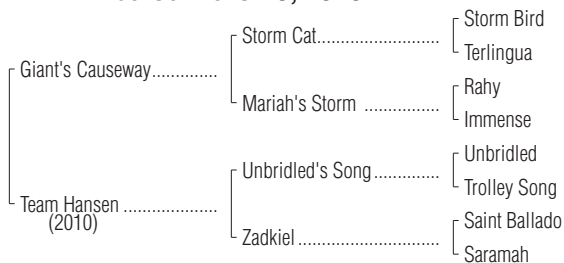 Storm Bird
Storm Cat........................
Terlingua
Giant's Causeway.............
Rahy
Mariah's Storm ...............
Immense
Unbridled
Unbridled's Song.............
Trolley Song
Team Hansen ..................
(2010)
Saint Ballado
Zadkiel ............................
Saramah